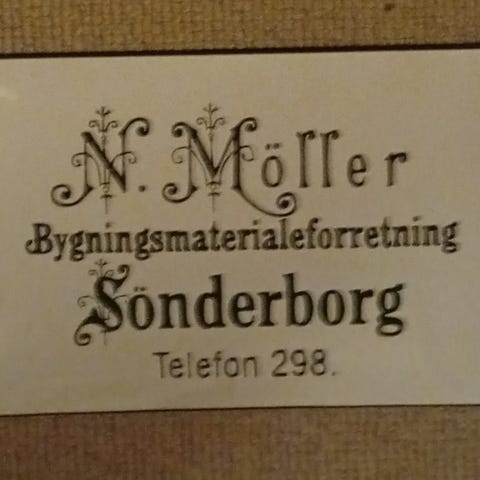 N. Möller
Bygningsmaterialeforretning
Sönderborg
Telefon 298.